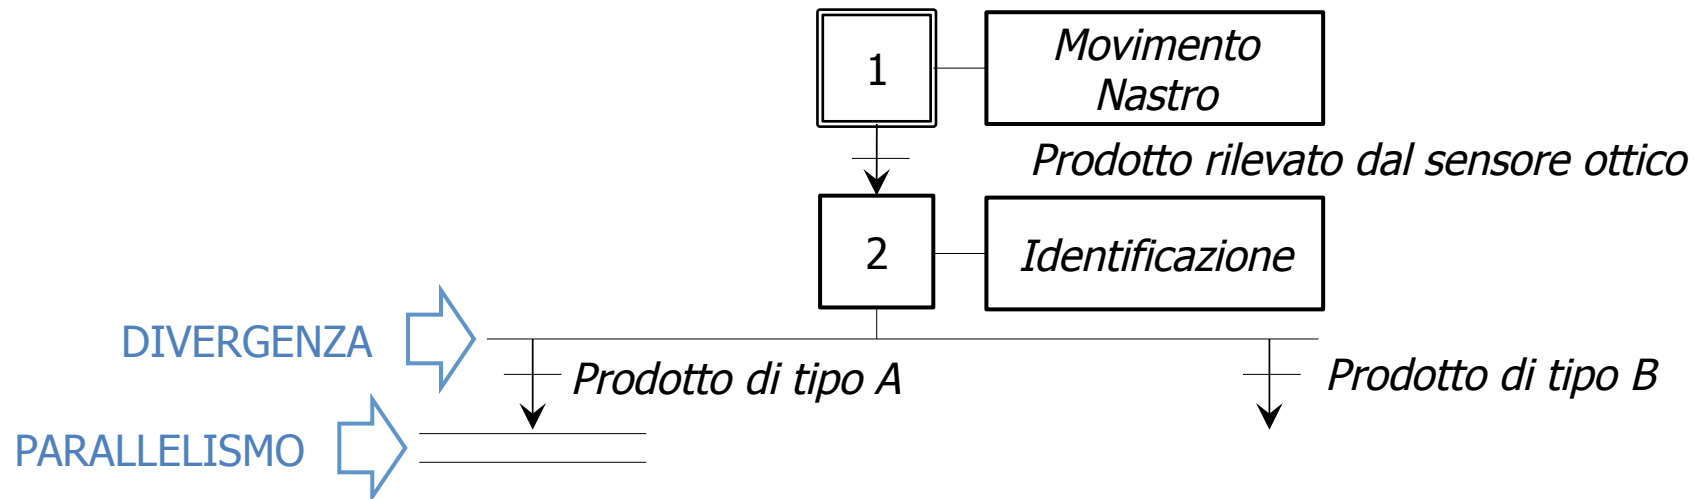 1
Movimento
Nastro
Prodotto rilevato dal sensore ottico
2
Identificazione
DIVERGENZA
Prodotto di tipo A
Prodotto di tipo B
PARALLELISMO